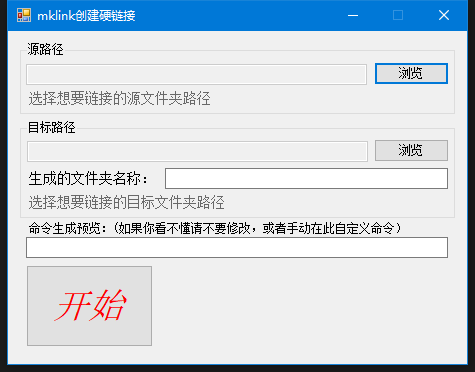 mklink创建硬链接
源路径
浏览
选择想要链接的源文件夹路径
目标路径
浏览
生成的文件夹名称：
选择想要链接的目标文件夹路径
命令生成预览：（如果你看不懂请不要修改，或者手动在此自定义命令）
开始